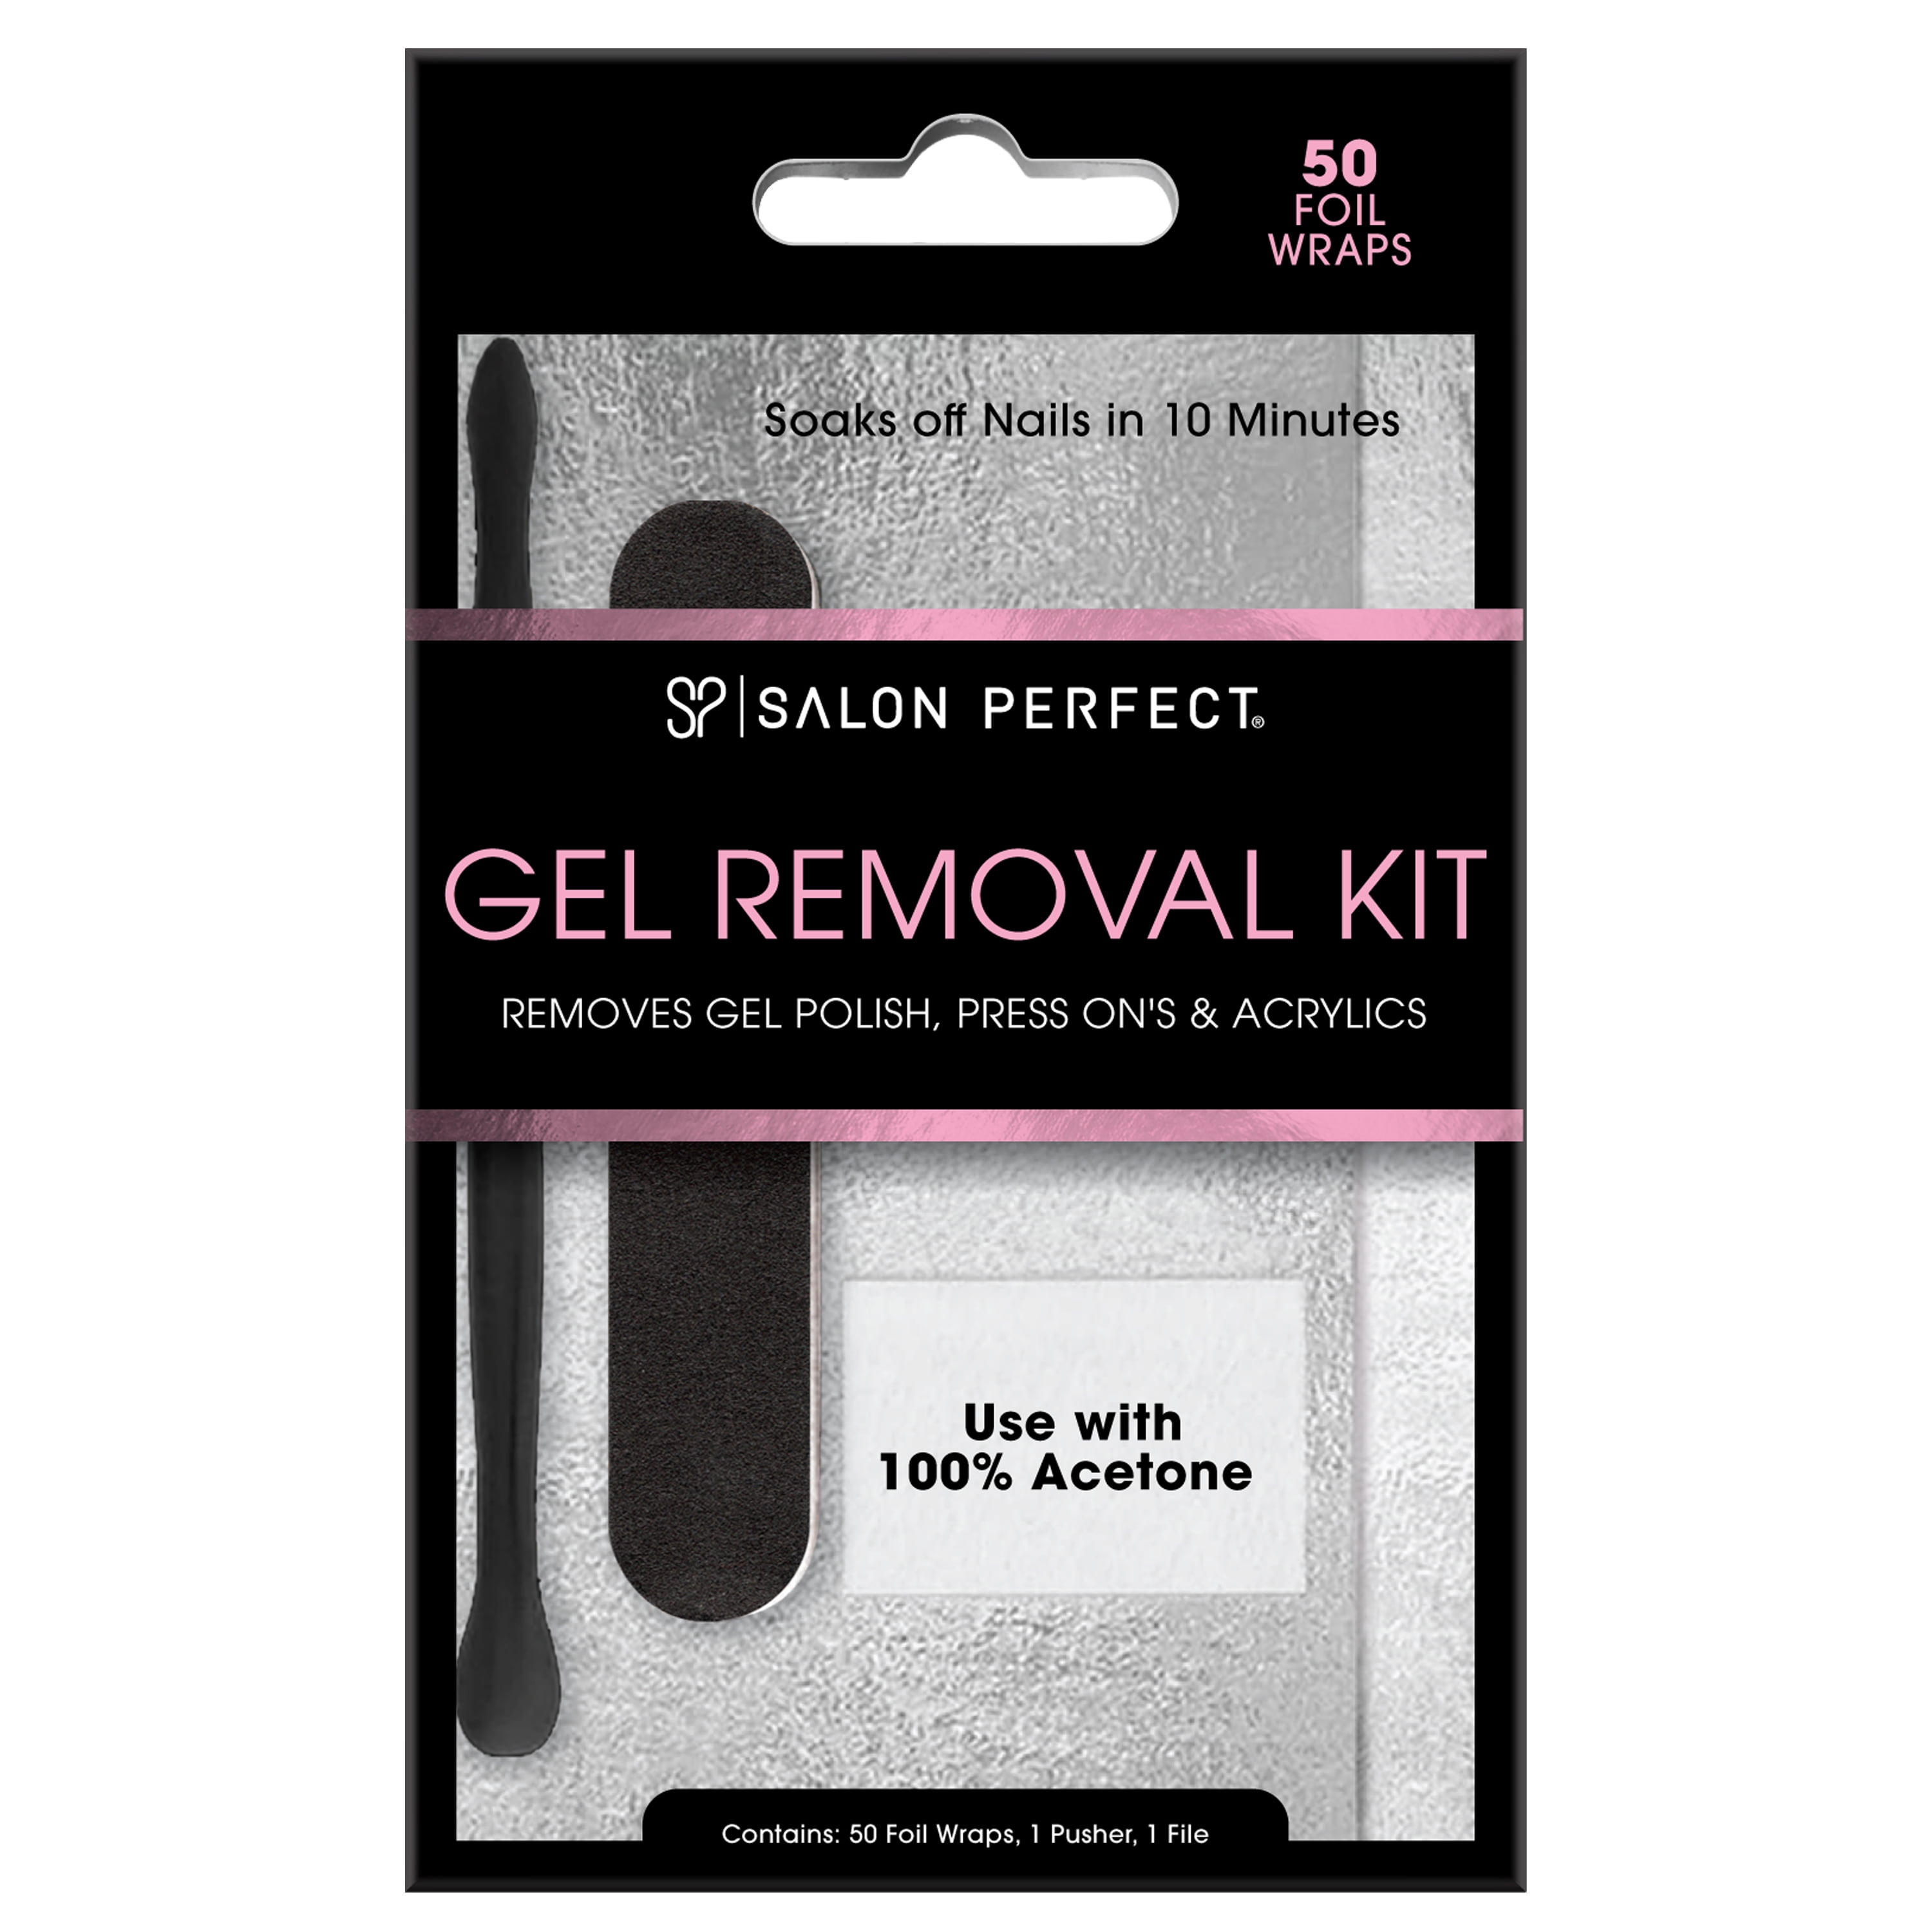 50
FOIL
WRAPS
Soaks off Nails in 10 Minutes
SP | SALON PERFECT®
GEL REMOVAL KIT
REMOVES GEL POLISH, PRESS ON'S & ACRYLICS
Use with
100% Acetone
Contains: 50 Foil Wraps, 1 Pusher, 1 File